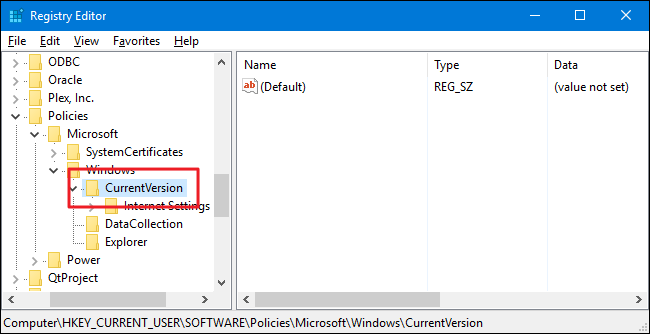 Registry Editor
File Edit View Favorites Help
ODBC
Oracle
Plex, Inc.
Policies
Microsoft
SystemCertificates
Windows
CurrentVersion
Internet Settings
DataCollection
Explorer
Power
QtProject
Name Type Data
ab (Default) REG_SZ (value not set)
Computer\HKEY_CURRENT_USER\SOFTWARE\Policies\Microsoft\Windows\CurrentVersion